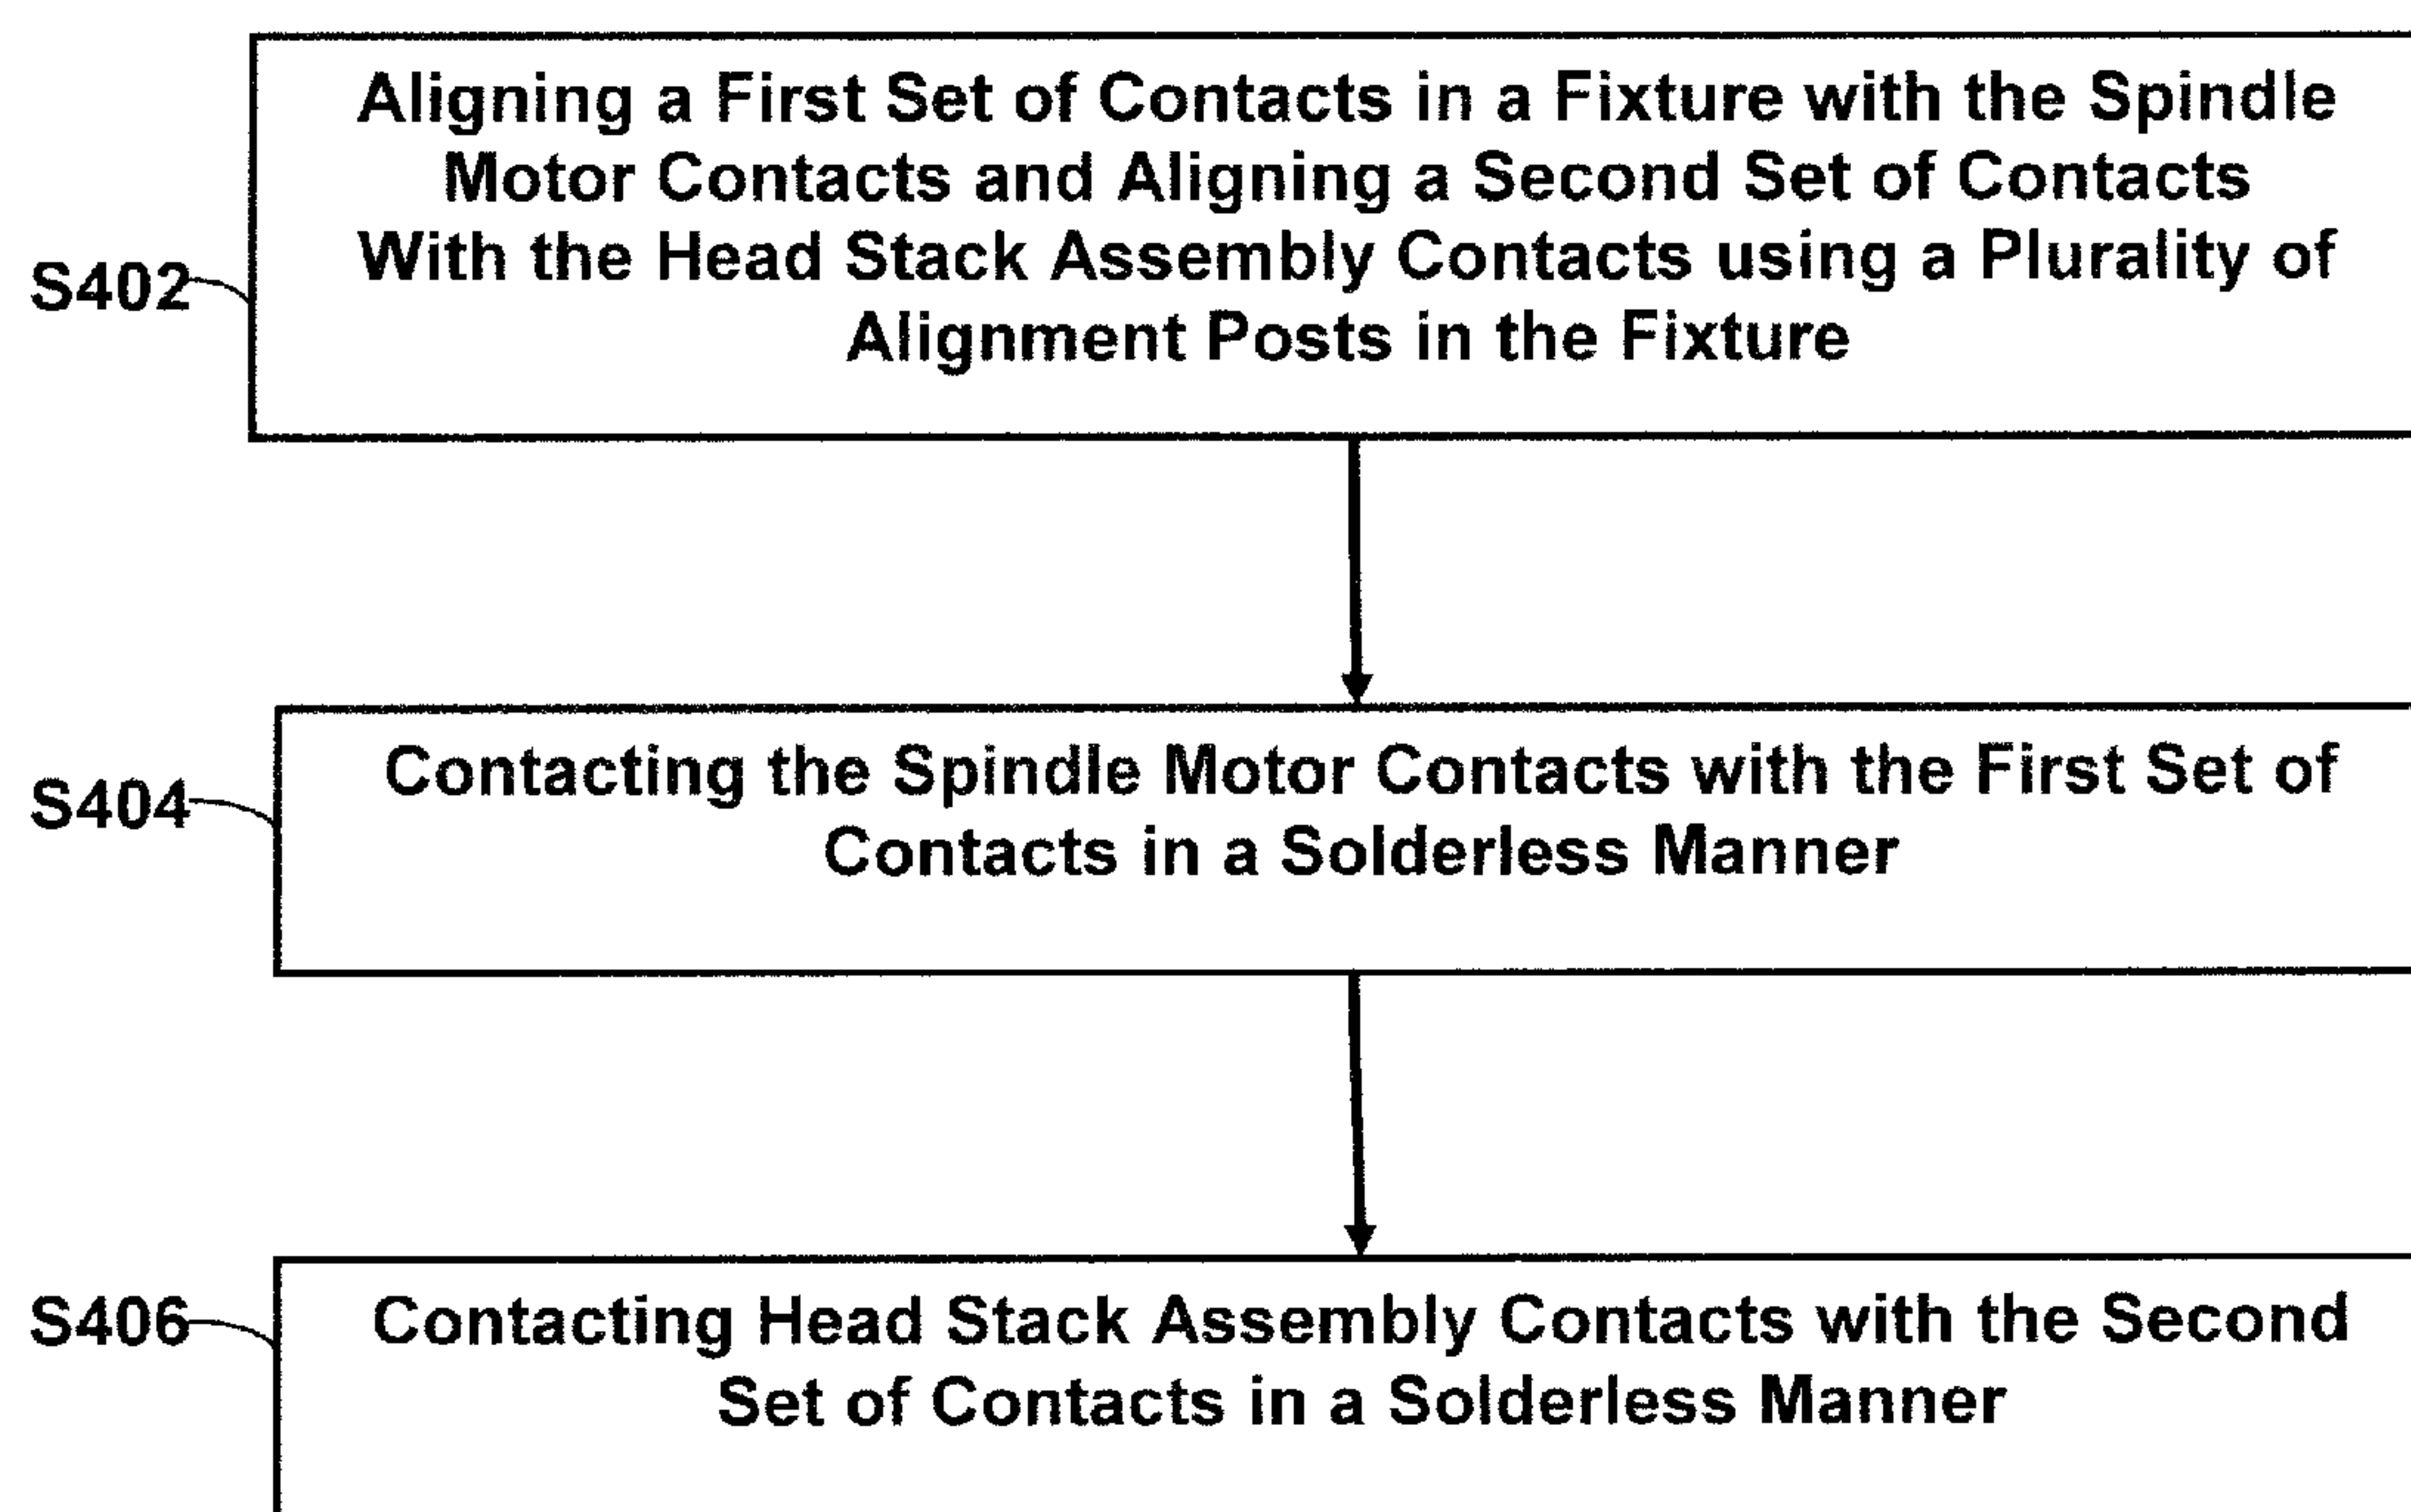 Aligning a First Set of Contacts in a Fixture with the Spindle
Motor Contacts and Aligning a Second Set of Contacts
With the Head Stack Assembly Contacts using a Plurality of
Alignment Posts in the Fixture
S402
Contacting the Spindle Motor Contacts with the First Set of
Contacts in a Solderless Manner
S404
Contacting Head Stack Assembly Contacts with the Second
Set of Contacts in a Solderless Manner
S406